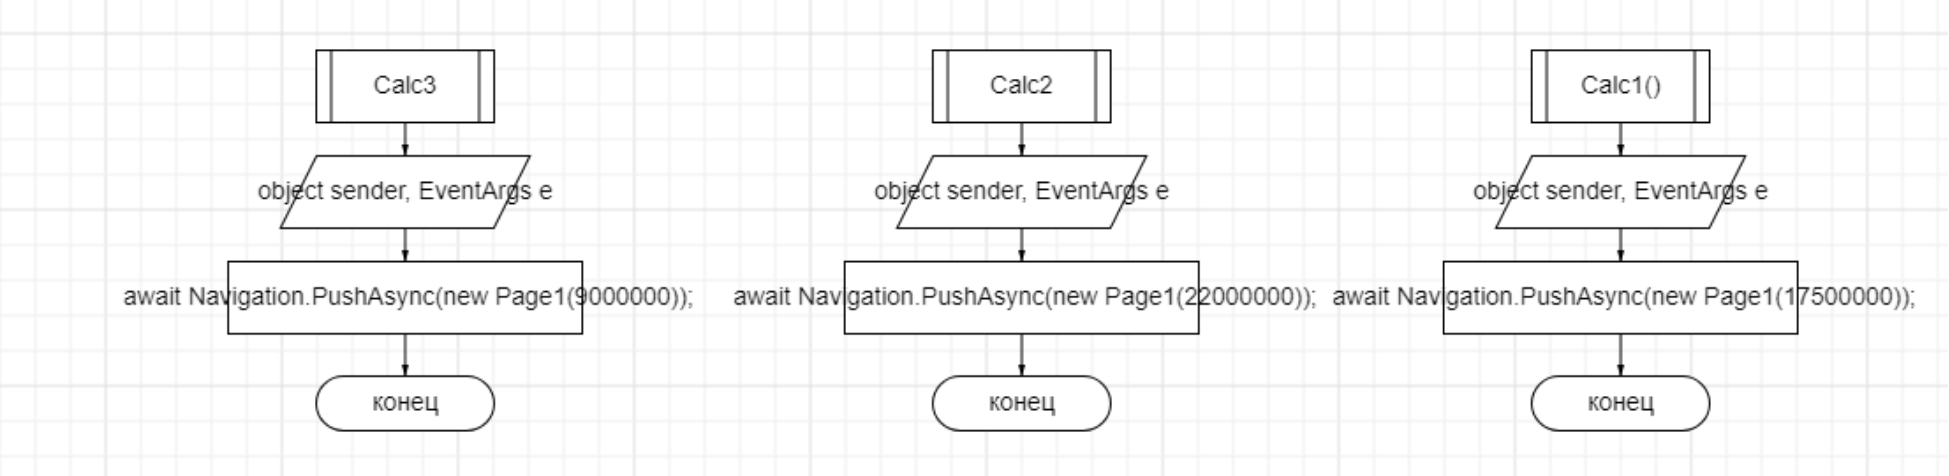 Calc3
object sender, EventArgs e
await Navigation.PushAsync(new Page1(9000000));
конец
Calc2
object sender, EventArgs e
await Navigation.PushAsync(new Page1(22000000));
конец
Calc1()
object sender, EventArgs e
await Navigation.PushAsync(new Page1(17500000));
конец